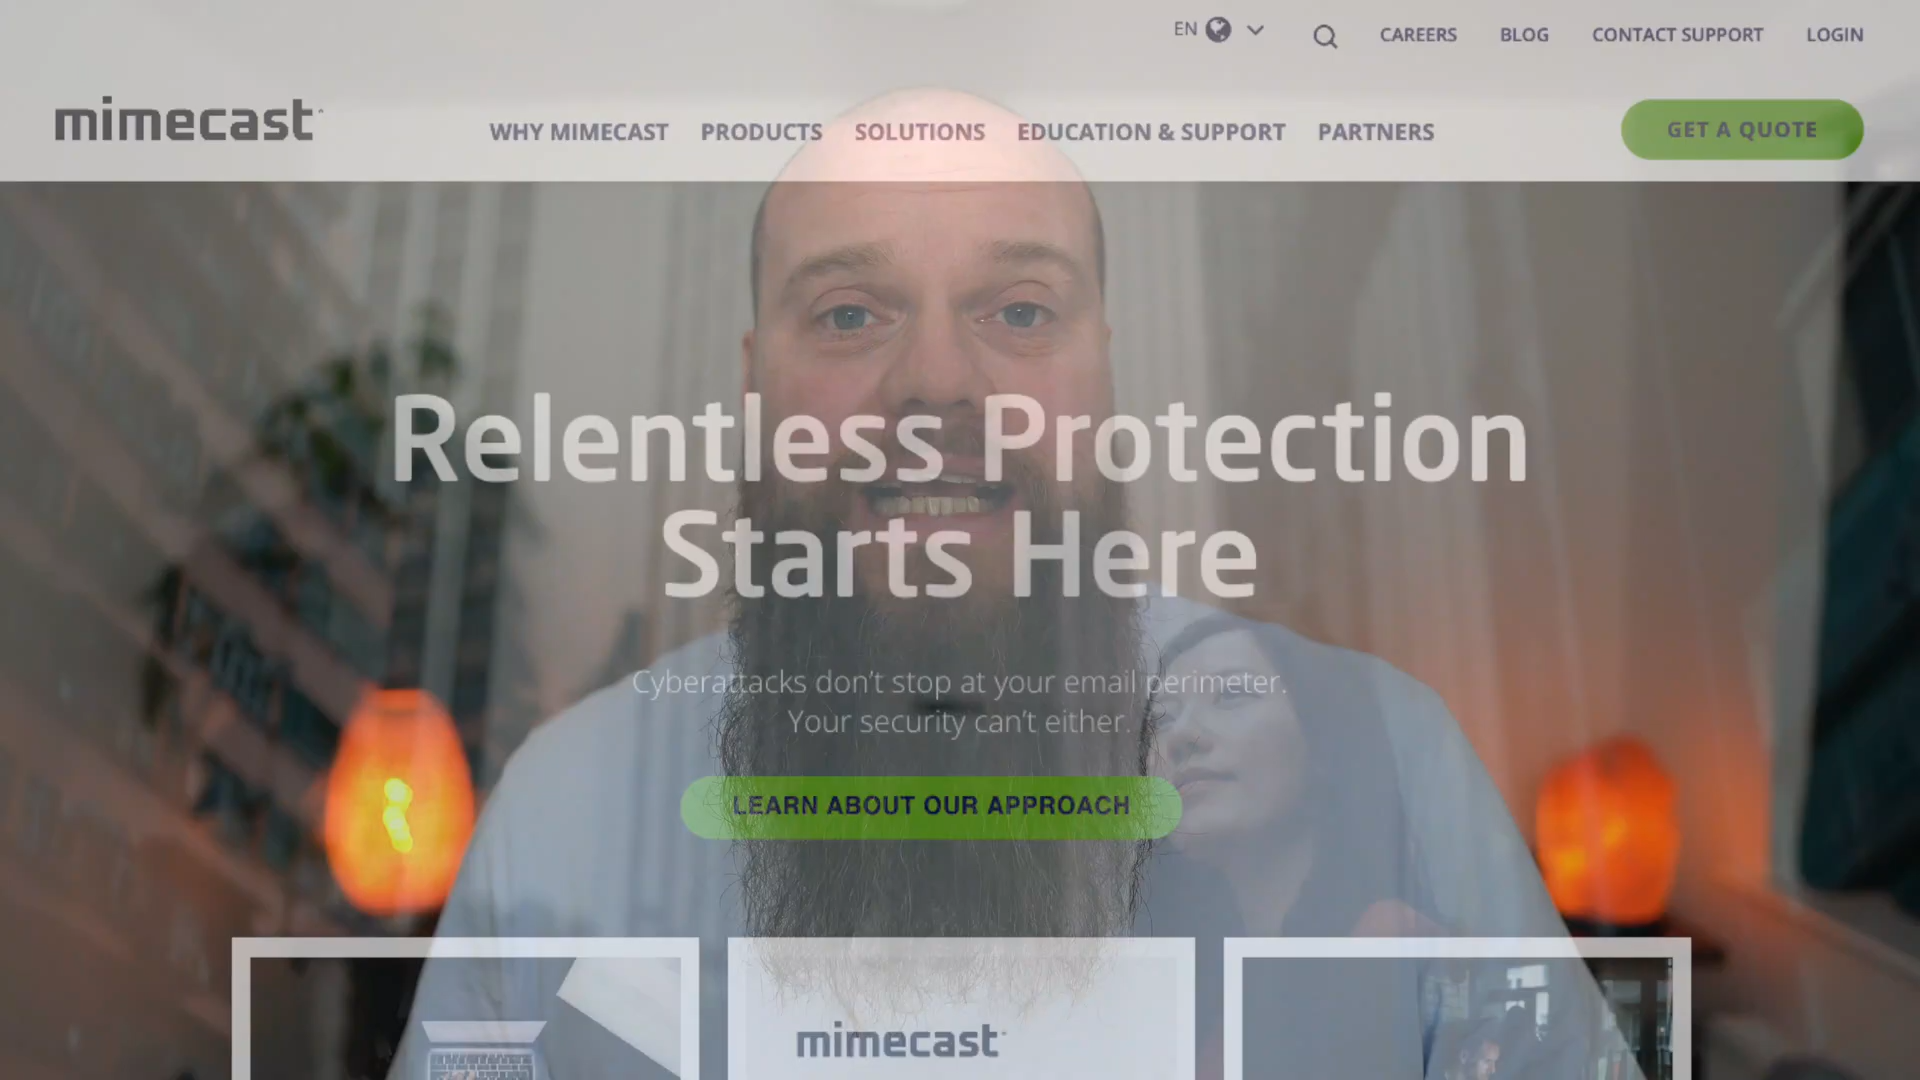 EN
CAREERS
BLOG
CONTACT SUPPORT
LOGIN
mimecast
WHY MIMECAST
PRODUCTS
SOLUTIONS
EDUCATION & SUPPORT
PARTNERS
GET A QUOTE
Relentless Protection
Starts Here
Cyberattacks don't stop at your email perimeter.
Your security can't either.
LEARN ABOUT OUR APPROACH
mimecast